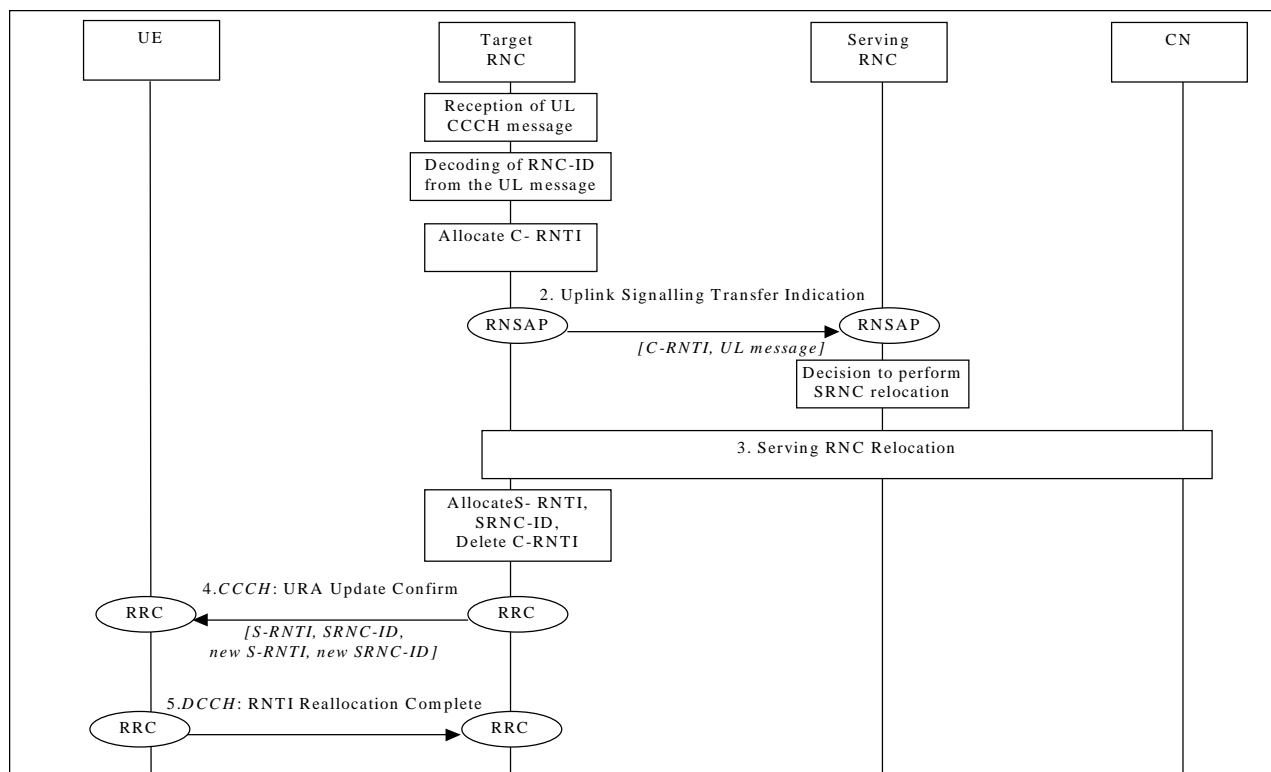 UE
Target
RNC
Serving
RNC
CN
Reception of UL
CCCH message
Decoding of RNC-ID
from the UL message
Allocate C- RNTI
2. Uplink Signalling Transfer Indication
RNSAP
RNSAP
[C-RNTI, UL message]
Decision to perform
SRNC relocation
3. Serving RNC Relocation
AllocateS- RNTI,
SRNC-ID,
Delete C-RNTI
4.CCCH: URA Update Confirm
RRC
RRC
[S-RNTI, SRNC-ID,
new S-RNTI, new SRNC-ID]
5.DCCH: RNTI Reallocation Complete
RRC
RRC